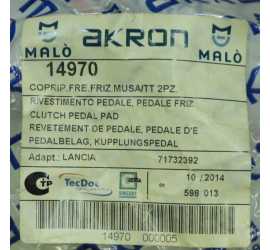 MALÒ AKRON MALÒ
14970
COPRIP.FRE.FRIZ.MUSA/TT 2PZ.
RIVESTIMENTO PEDALE, PEDALE FRIZ
CLUTCH PEDAL PAD
REVETEMENT DE PEDALE, PEDALE D'E
PEDALBELAG, KUPPLUNGSPEDAL
Adapt.: LANCIA 71732392
10/2014
TP TecDoc 598 013
14970 000005